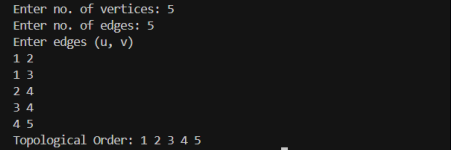 Enter no. of vertices: 5
Enter no. of edges: 5
Enter edges (u, v)
1 2
1 3
2 4
3 4
4 5
Topological Order: 1 2 3 4 5